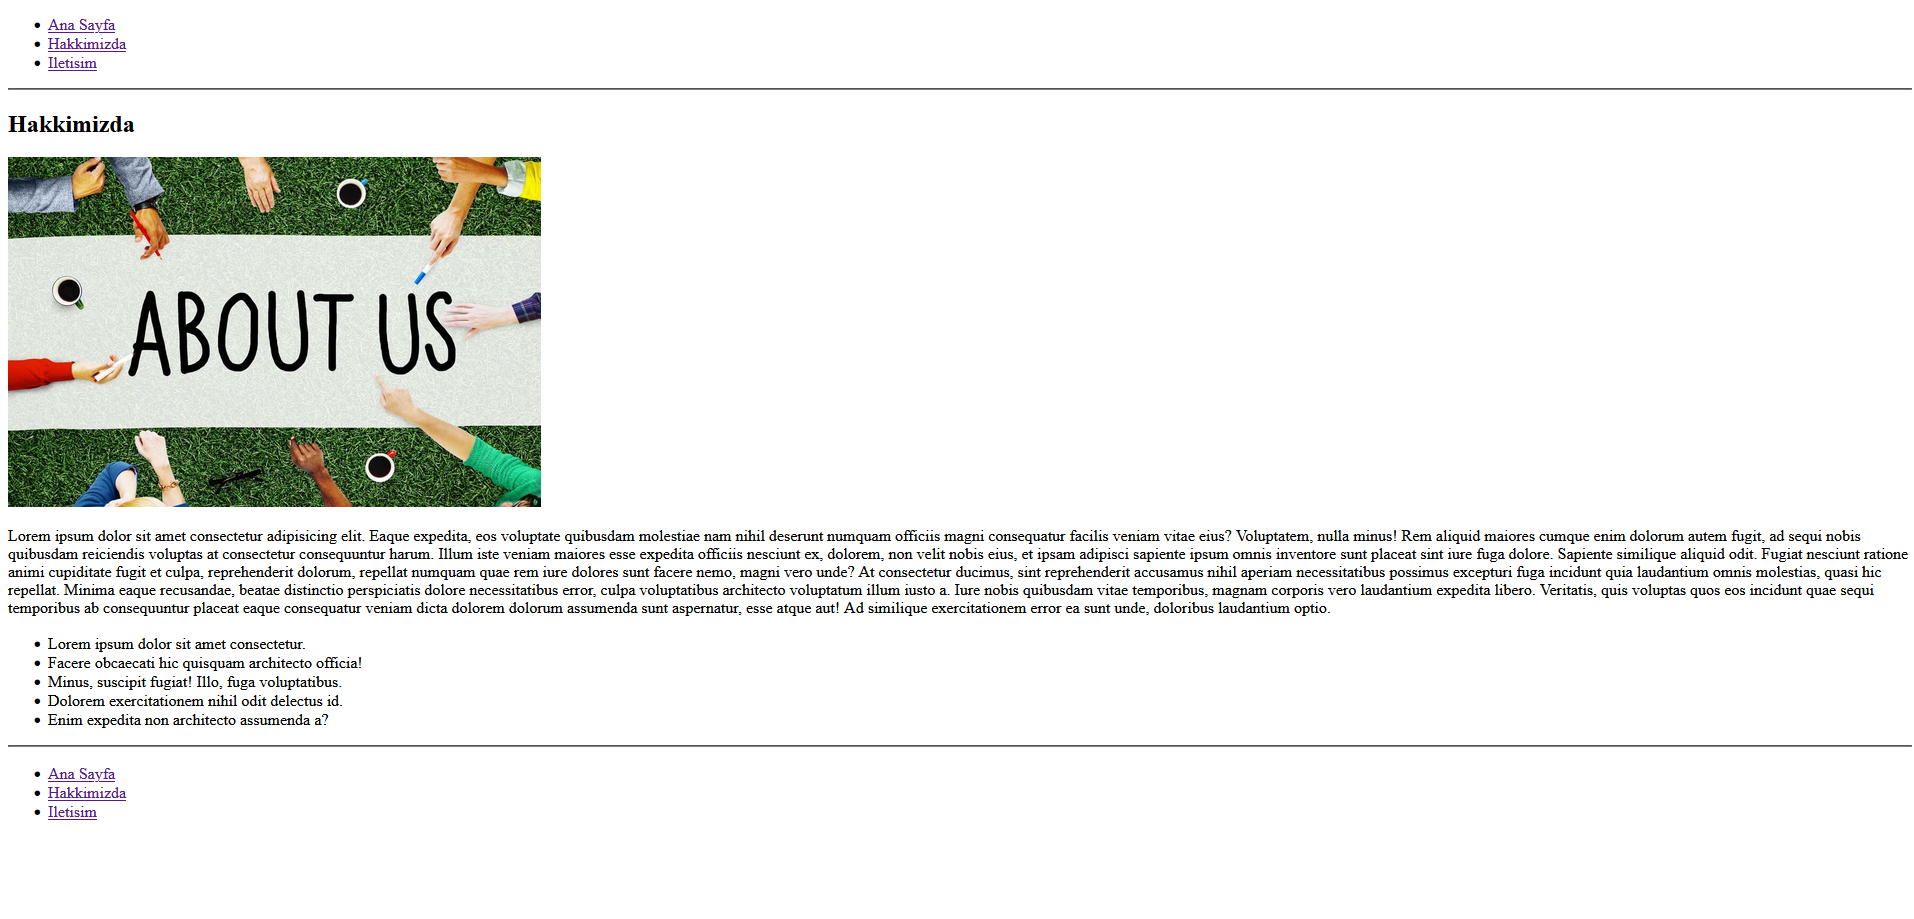 Ana Sayfa
Hakkimizda
Iletisim
Hakkimizda
ABOUT US
Lorem ipsum dolor sit amet consectetur adipisicing elit. Eaque expedita, eos voluptate quibusdam molestiae nam nihil deserunt numquam officiis magni consequatur facilis veniam vitae eius? Voluptatem, nulla minus! Rem aliquid maiores cumque enim dolorum autem fugit, ad sequi nobis
quibusdam reiciendis voluptas at consectetur consequuntur harum. Illum iste veniam maiores esse expedita officiis nesciunt ex, dolorem, non velit nobis eius, et ipsam adipisci sapiente ipsum omnis inventore sunt placeat sint iure fuga dolore. Sapiente similique aliquid odit. Fugiat nesciunt ratione
animi cupiditate fugit et culpa, reprehenderit dolorum, repellat numquam quae rem iure dolores sunt facere nemo, magni vero unde? At consectetur ducimus, sint reprehenderit accusamus nihil aperiam necessitatibus possimus excepturi fuga incidunt quia laudantium omnis molestias, quasi hic
repellat. Minima eaque recusandae, beatae distinctio perspiciatis dolore necessitatibus error, culpa voluptatibus architecto voluptatum illum iusto a. Iure nobis quibusdam vitae temporibus, magnam corporis vero laudantium expedita libero. Veritatis, quis voluptas quos eos incidunt quae sequi
temporibus ab consequuntur placeat eaque consequatur veniam dicta dolorem dolorum assumenda sunt aspernatur, esse atque aut! Ad similique exercitationem error ea sunt unde, doloribus laudantium optio.
Lorem ipsum dolor sit amet consectetur.
Facere obcaecati hic quisquam architecto officia!
Minus, suscipit fugiat! Illo, fuga voluptatibus.
Dolorem exercitationem nihil odit delectus id.
Enim expedita non architecto assumenda a?
Ana Sayfa
Hakkimizda
Iletisim